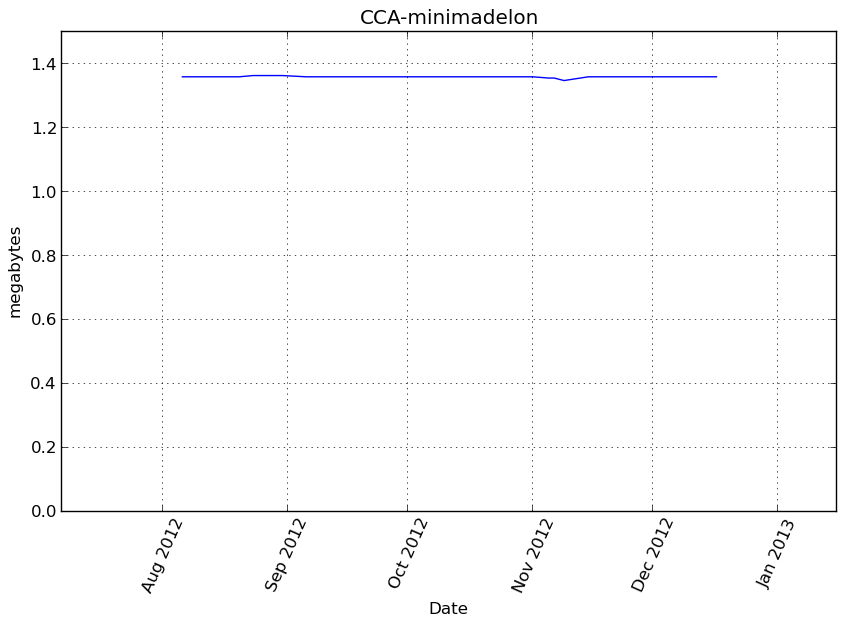 CCA-minimadelon
megabytes
1.4
1.2
1.0
0.8
0.6
0.4
0.2
0.0
Aug 2012
Sep 2012
Oct 2012
Nov 2012
Dec 2012
Jan 2013
Date